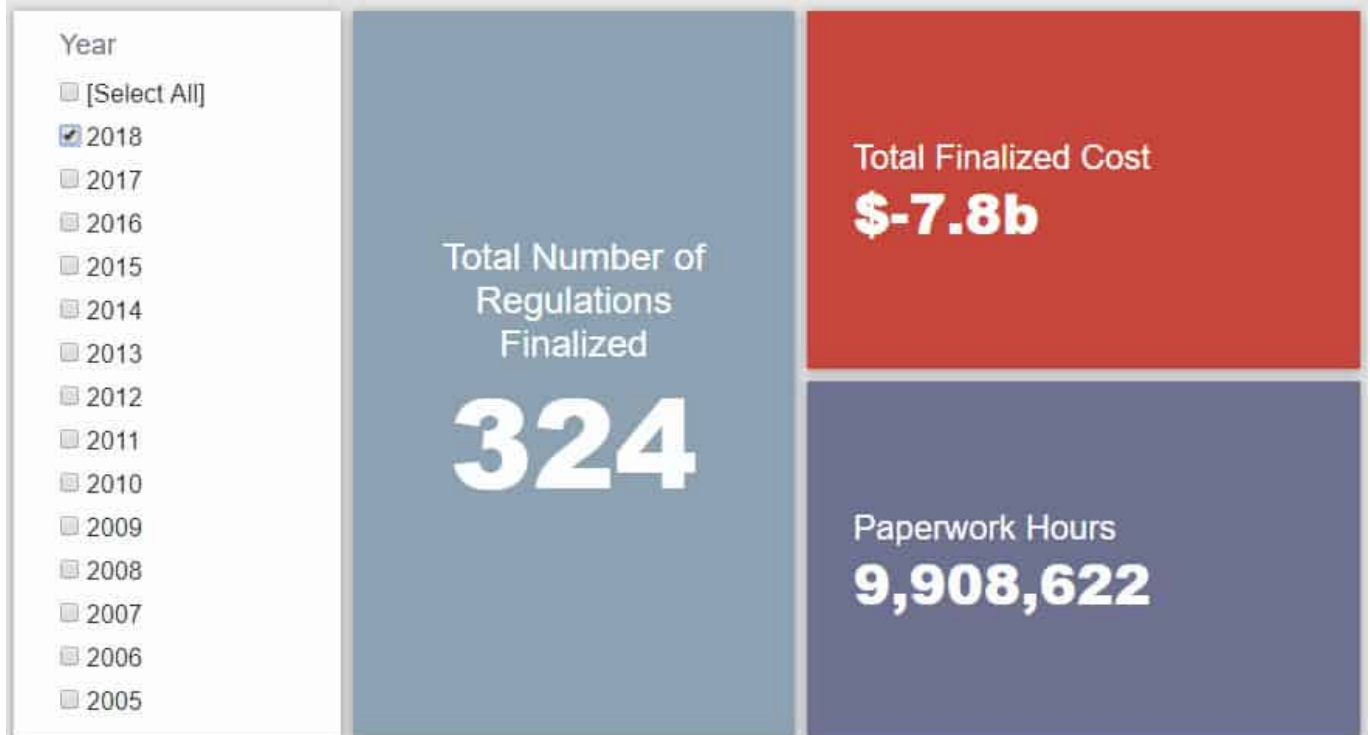 Year
[Select All]
2018
2017
2016
2015
2014
2013
2012
2011
2010
2009
2008
2007
2006
2005
Total Number of
Regulations
Finalized
324
Total Finalized Cost
$-7.8b
Paperwork Hours
9,908,622